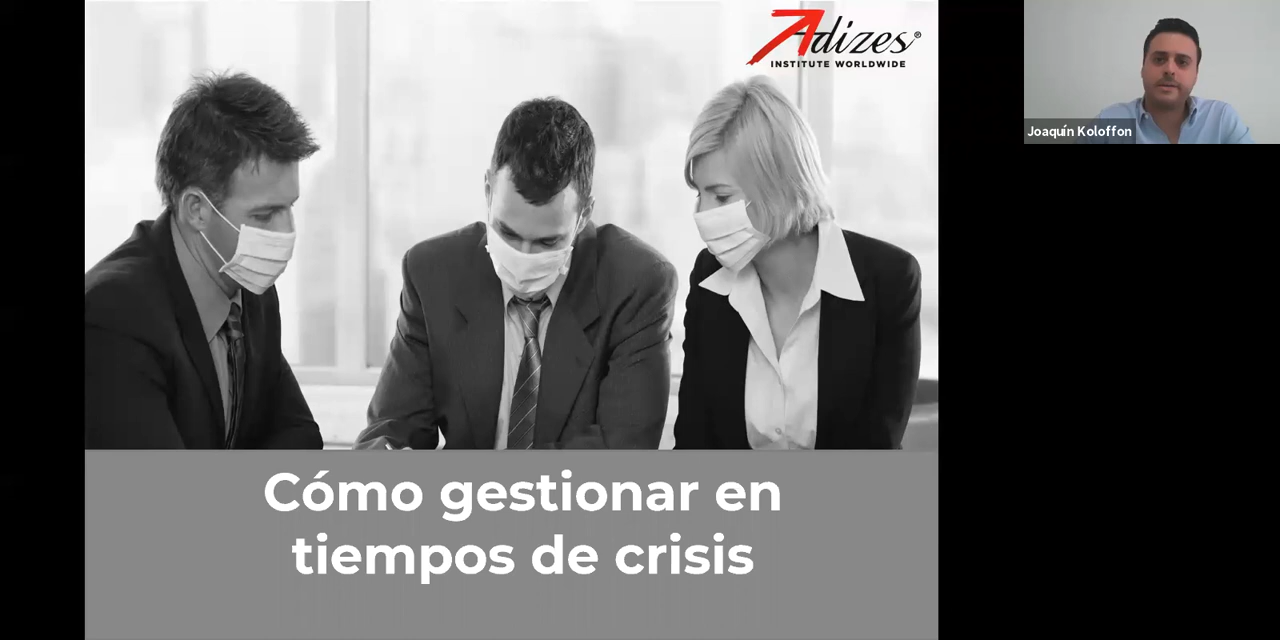 Adizes®
INSTITUTE WORLDWIDE
Joaquín Koloffon
Cómo gestionar en
tiempos de crisis